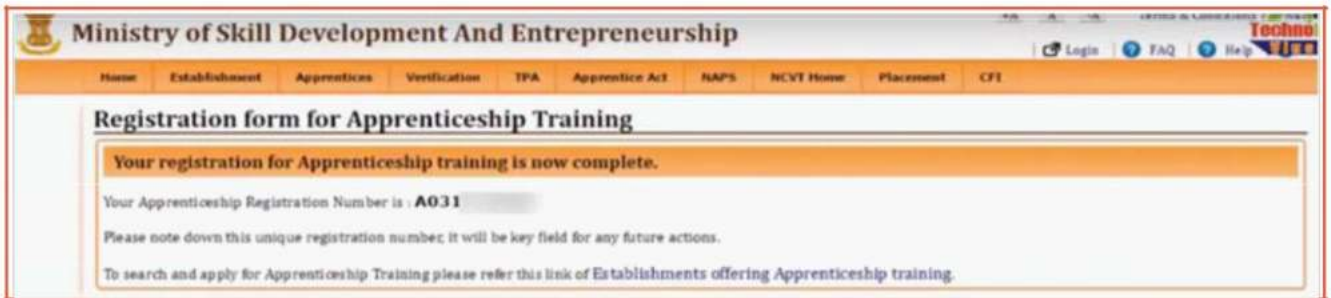 Ministry of Skill Development And Entrepreneurship
Techno
Login FAQ Help
Home Establishment Apprentices Verification TPA Apprentice Act NAPS NCVT Home Placement CFI
Registration form for Apprenticeship Training
Your registration for Apprenticeship training is now complete.
Your Apprenticeship Registration Number is : A031
Please note down this unique registration number, it will be key field for any future actions.
To search and apply for Apprenticeship Training please refer this link of Establishments offering Apprenticeship training.